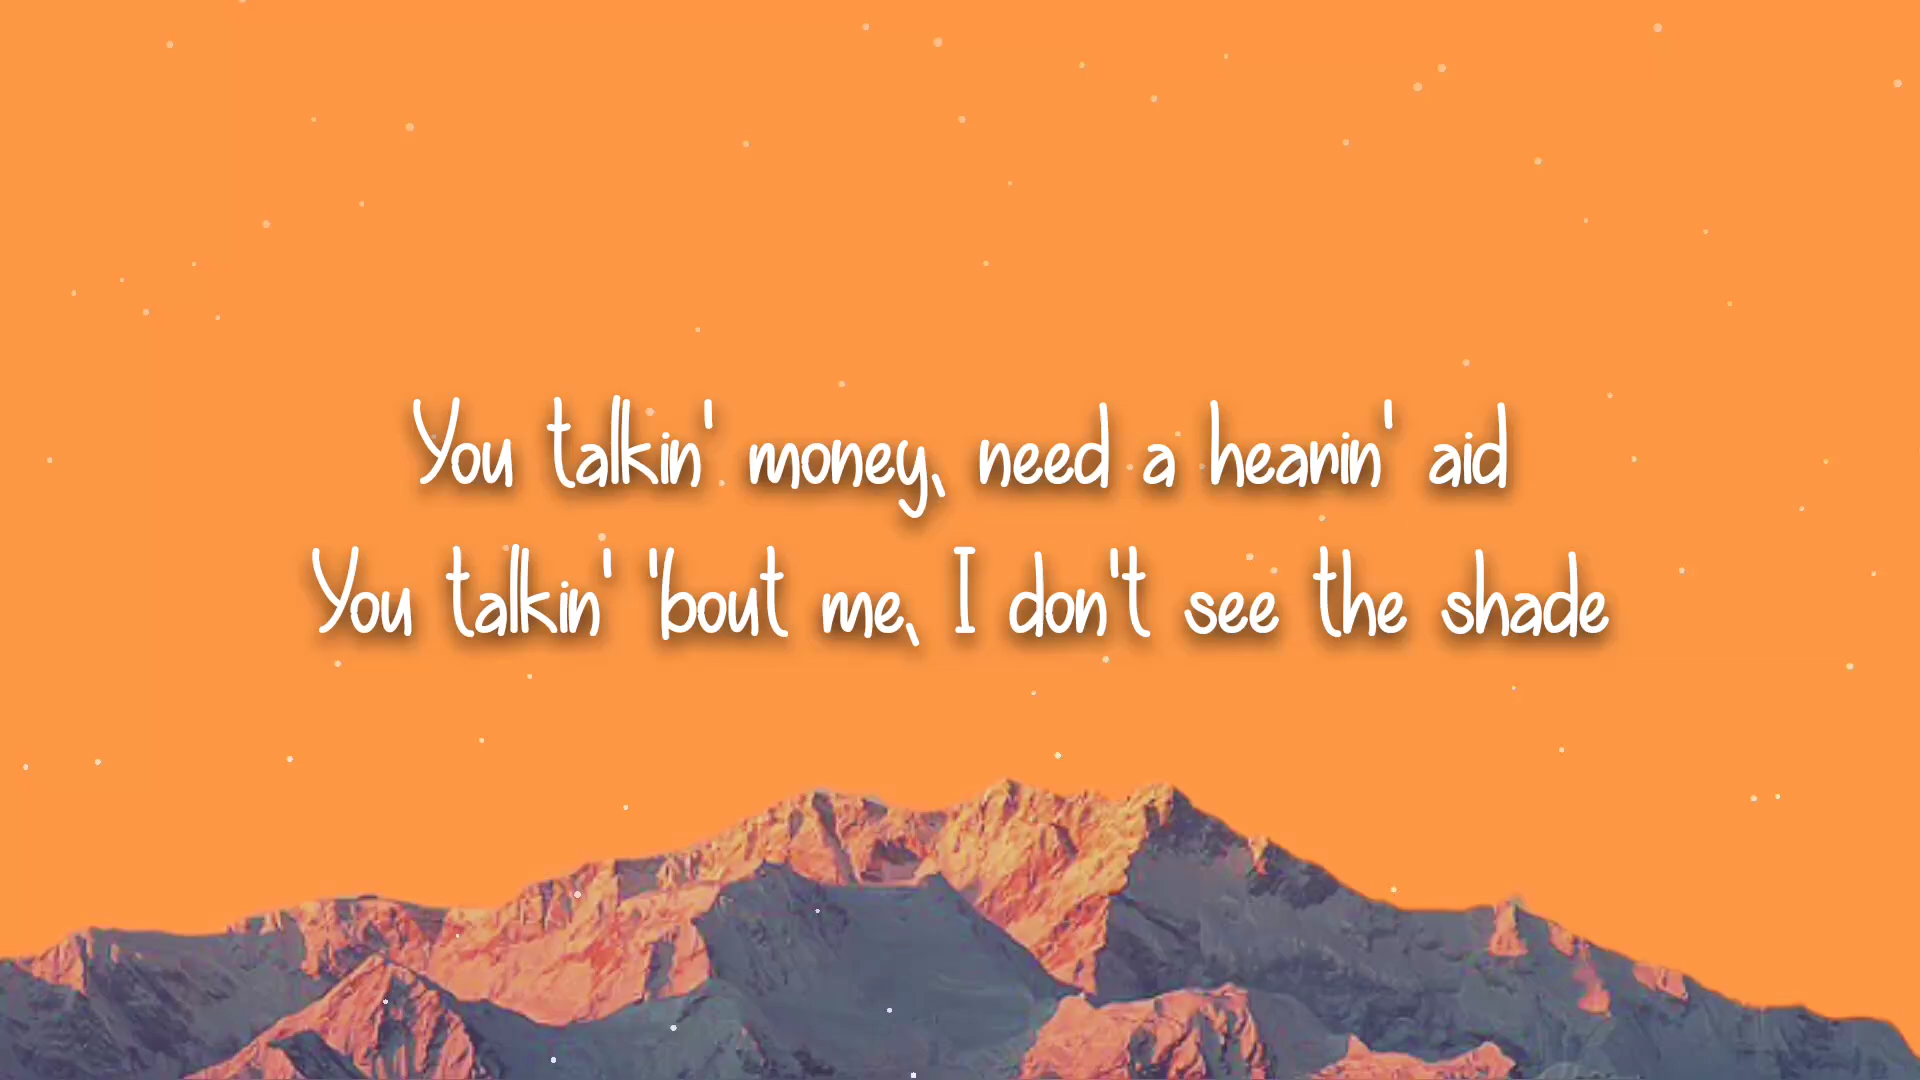 You talkin' money, need a hearin' aid
You talkin' 'bout me, I don't see the shade